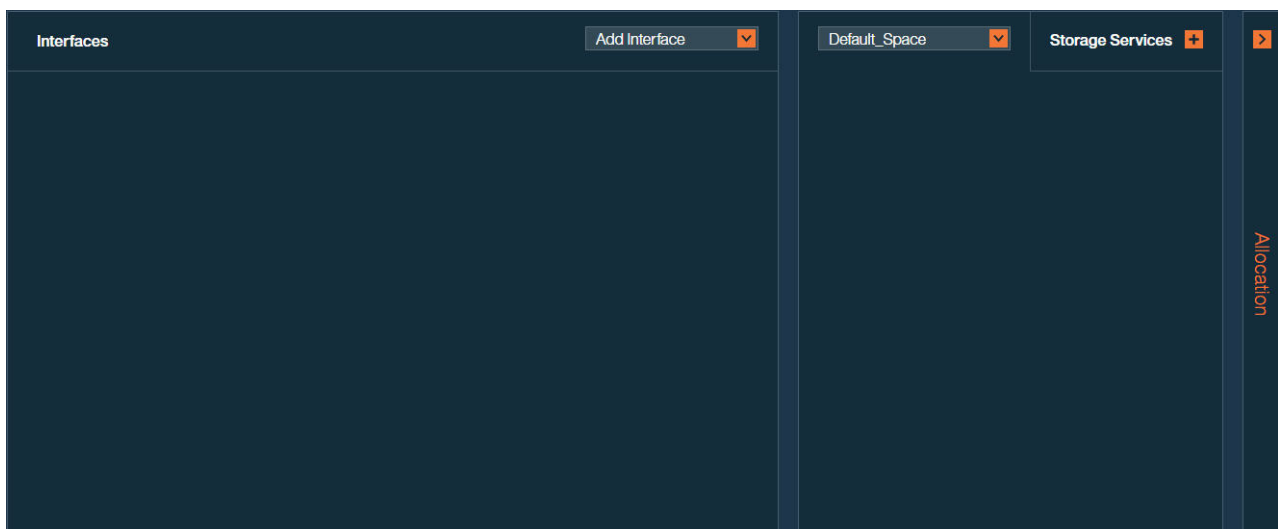 Interfaces
Add Interface
Default_Space
Storage Services
Allocation